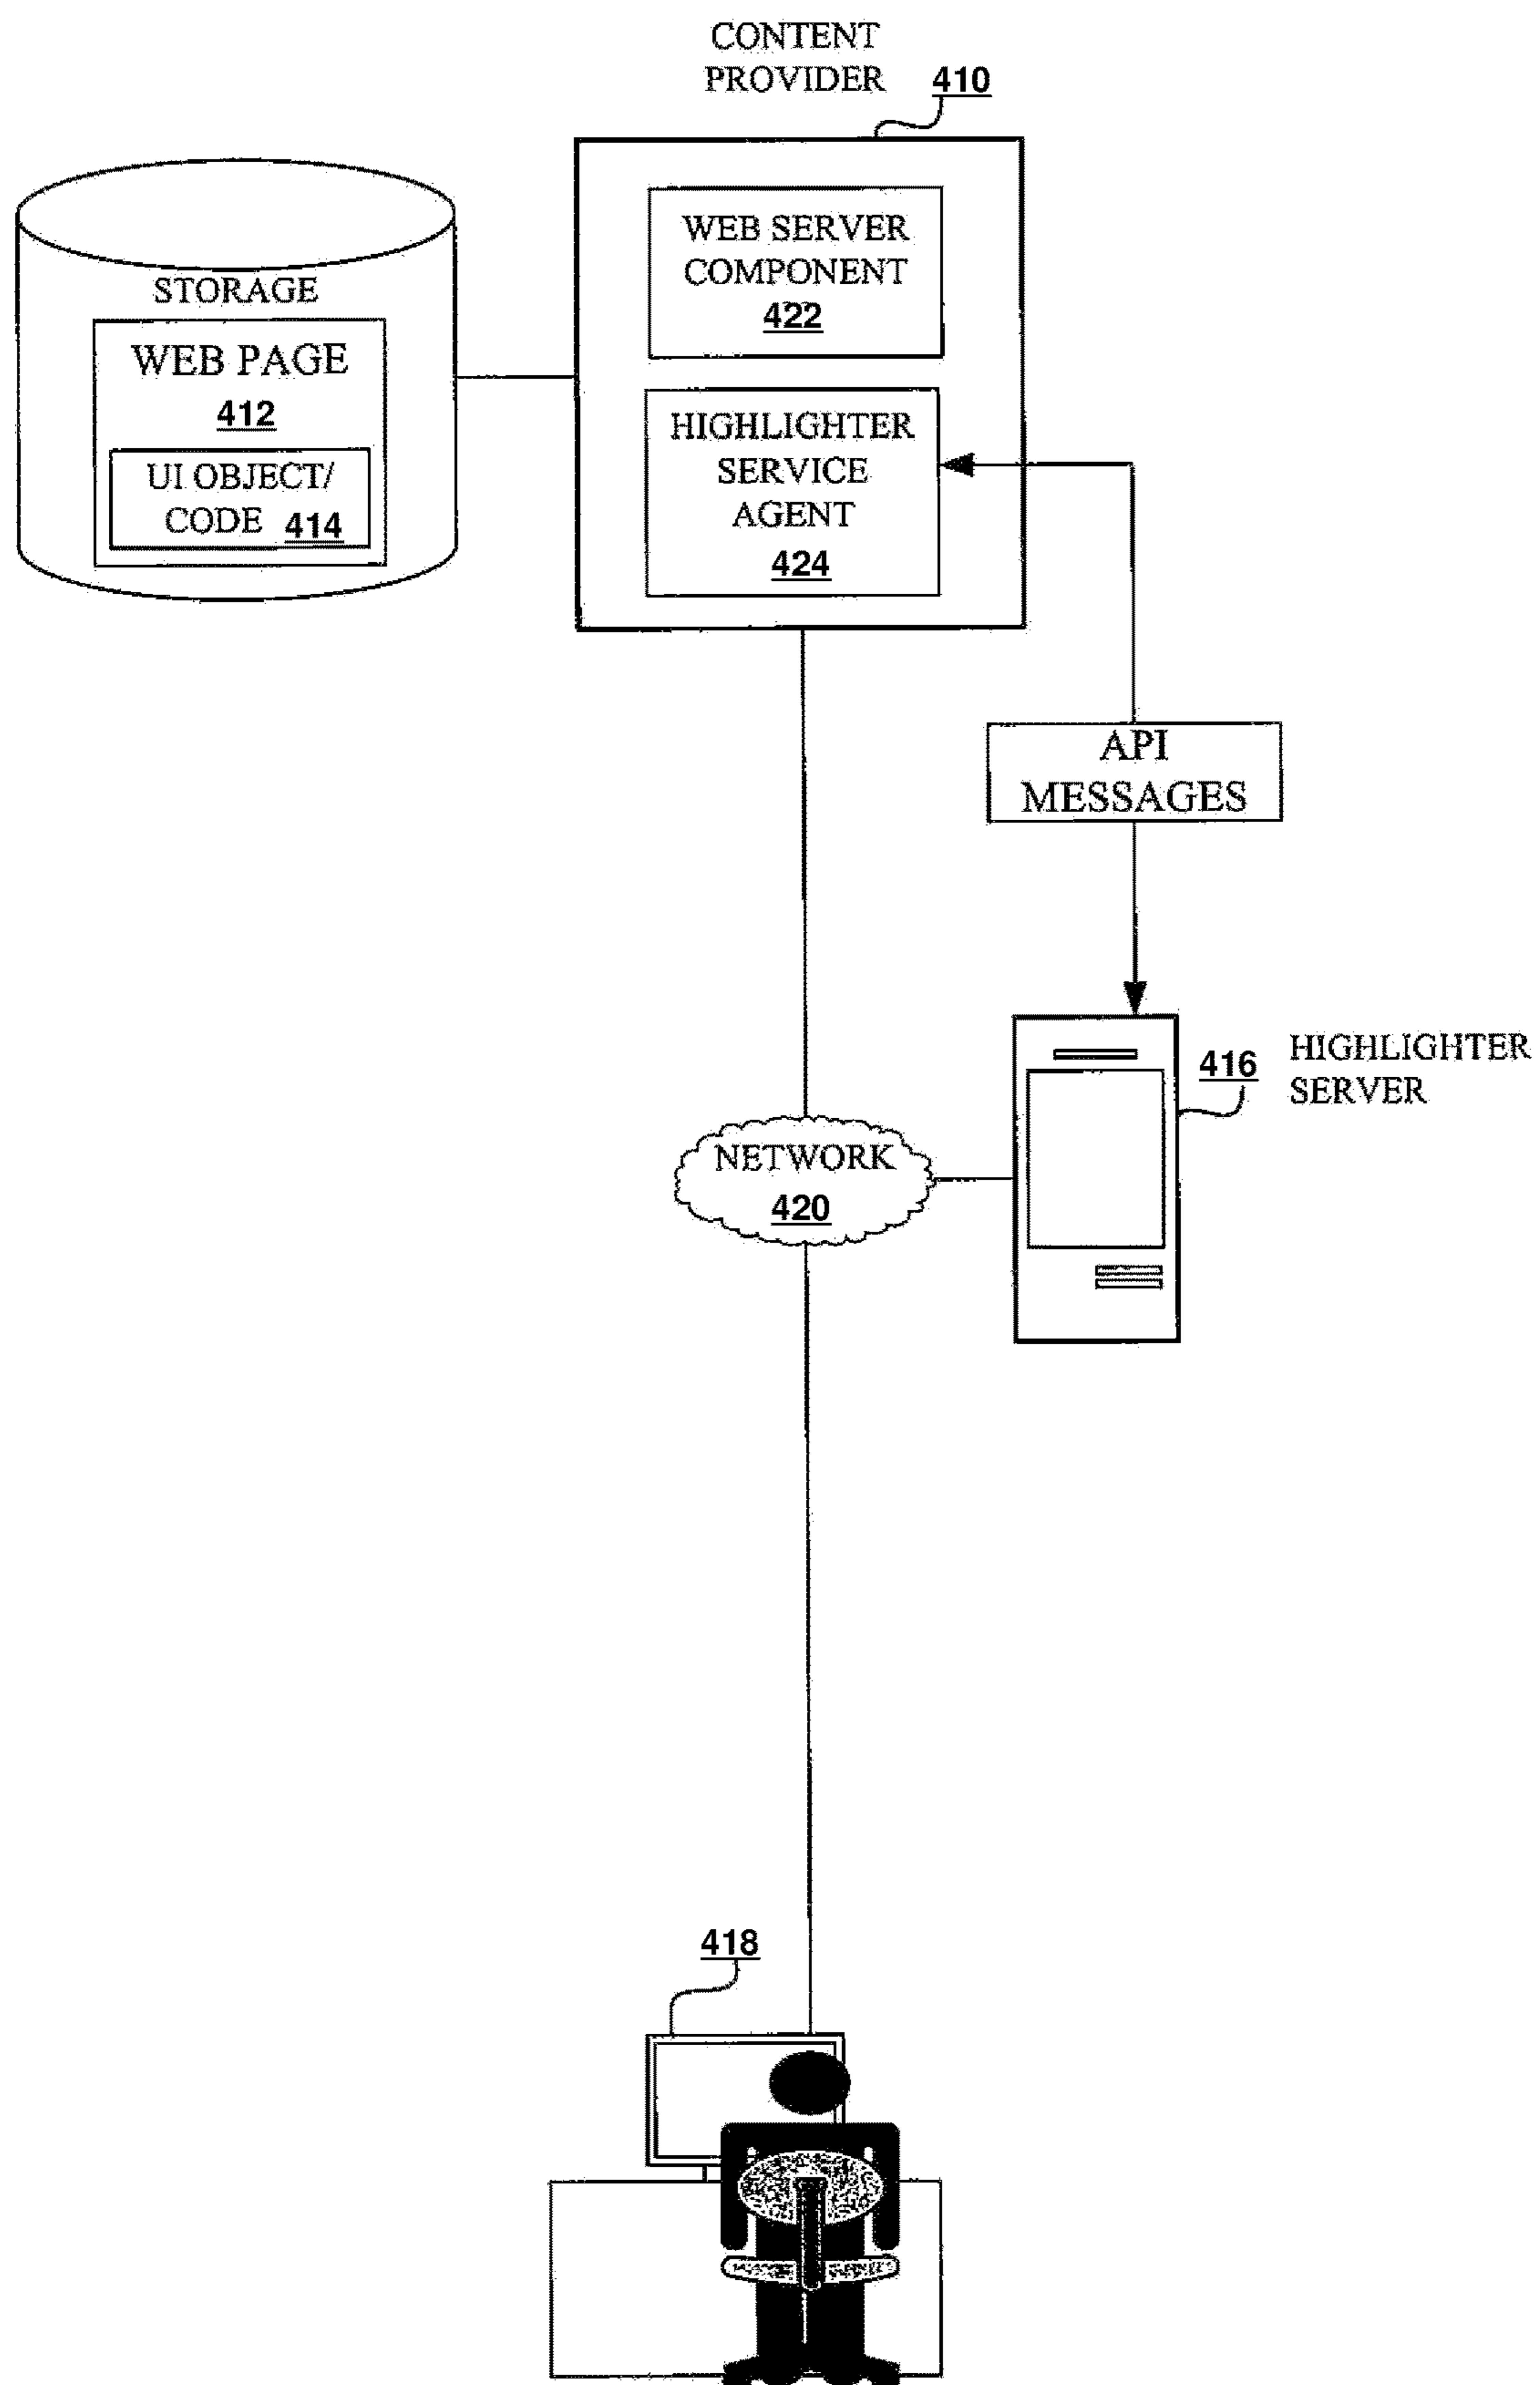 CONTENT
PROVIDER 410
WEB SERVER
COMPONENT
422
STORAGE
WEB PAGE
412
UI OBJECT/
CODE 414
HIGHLIGHTER
SERVICE
AGENT
424
API
MESSAGES
416 HIGHLIGHTER
SERVER
NETWORK
420
418